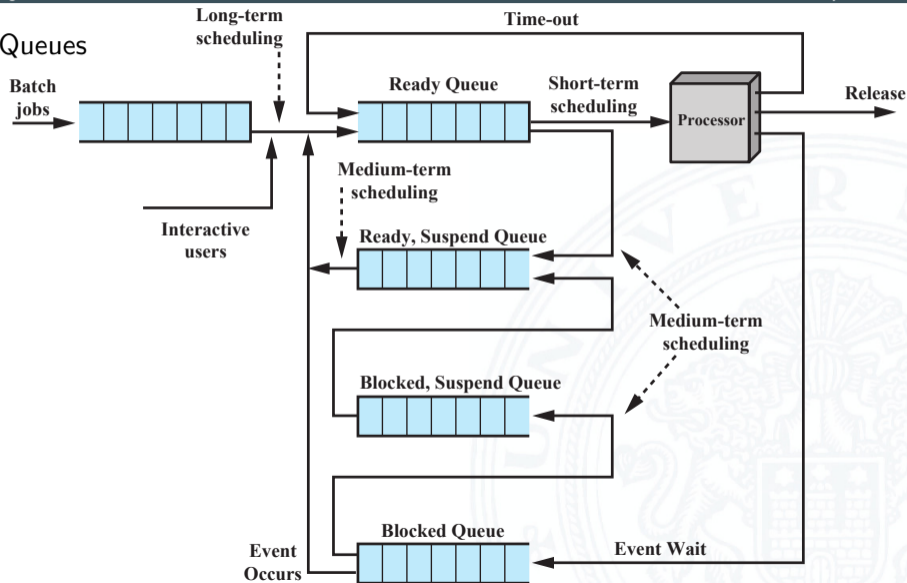 Queues
Long-term
scheduling
Time-out
Batch
jobs
Ready Queue
Short-term
scheduling
Processor
Release
Interactive
users
Medium-term
scheduling
Ready, Suspend Queue
Medium-term
scheduling
Blocked, Suspend Queue
Blocked Queue
Event
Occurs
Event Wait